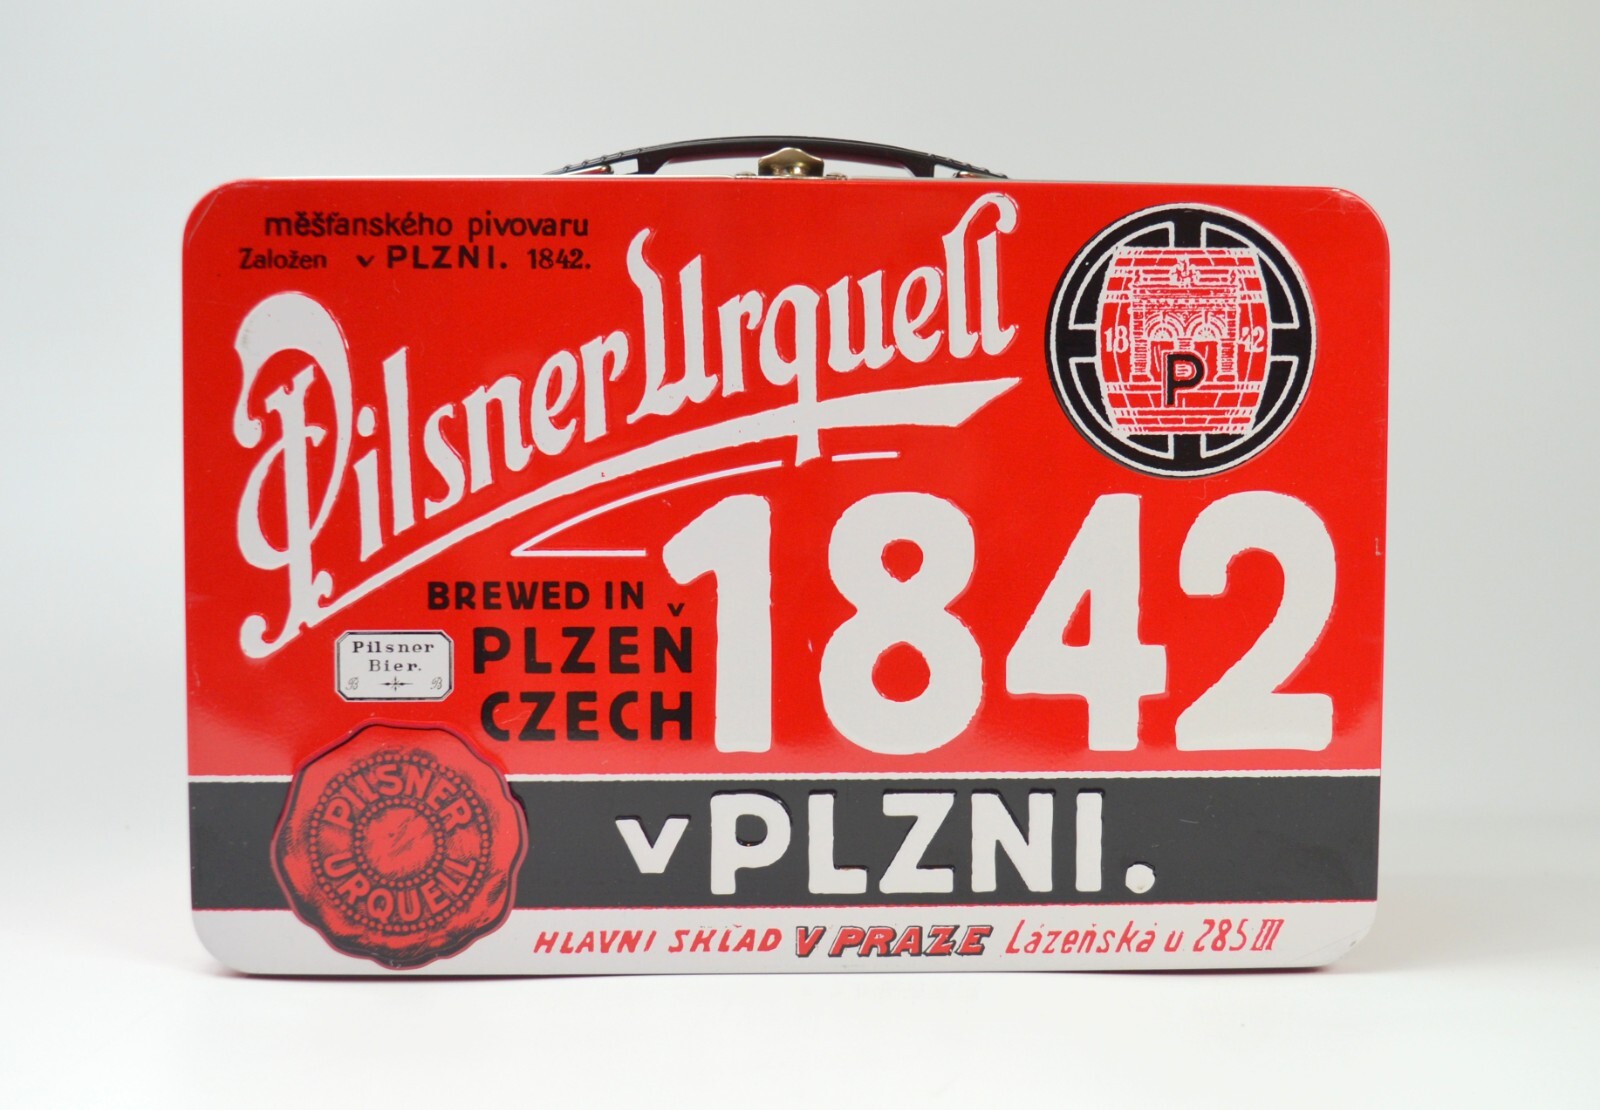 měšťanského pivovaru
Založen v PLZNI. 1842.
Pilsner Urquell
18 42
P
1842
BREWED IN
PLZEŇ
CZECH
Pilsner
Bier.
B B
PILSNER
URQUELL
v PLZNI.
HLAVNI SKŁAD V PRAZE Lázeňská u 285 III